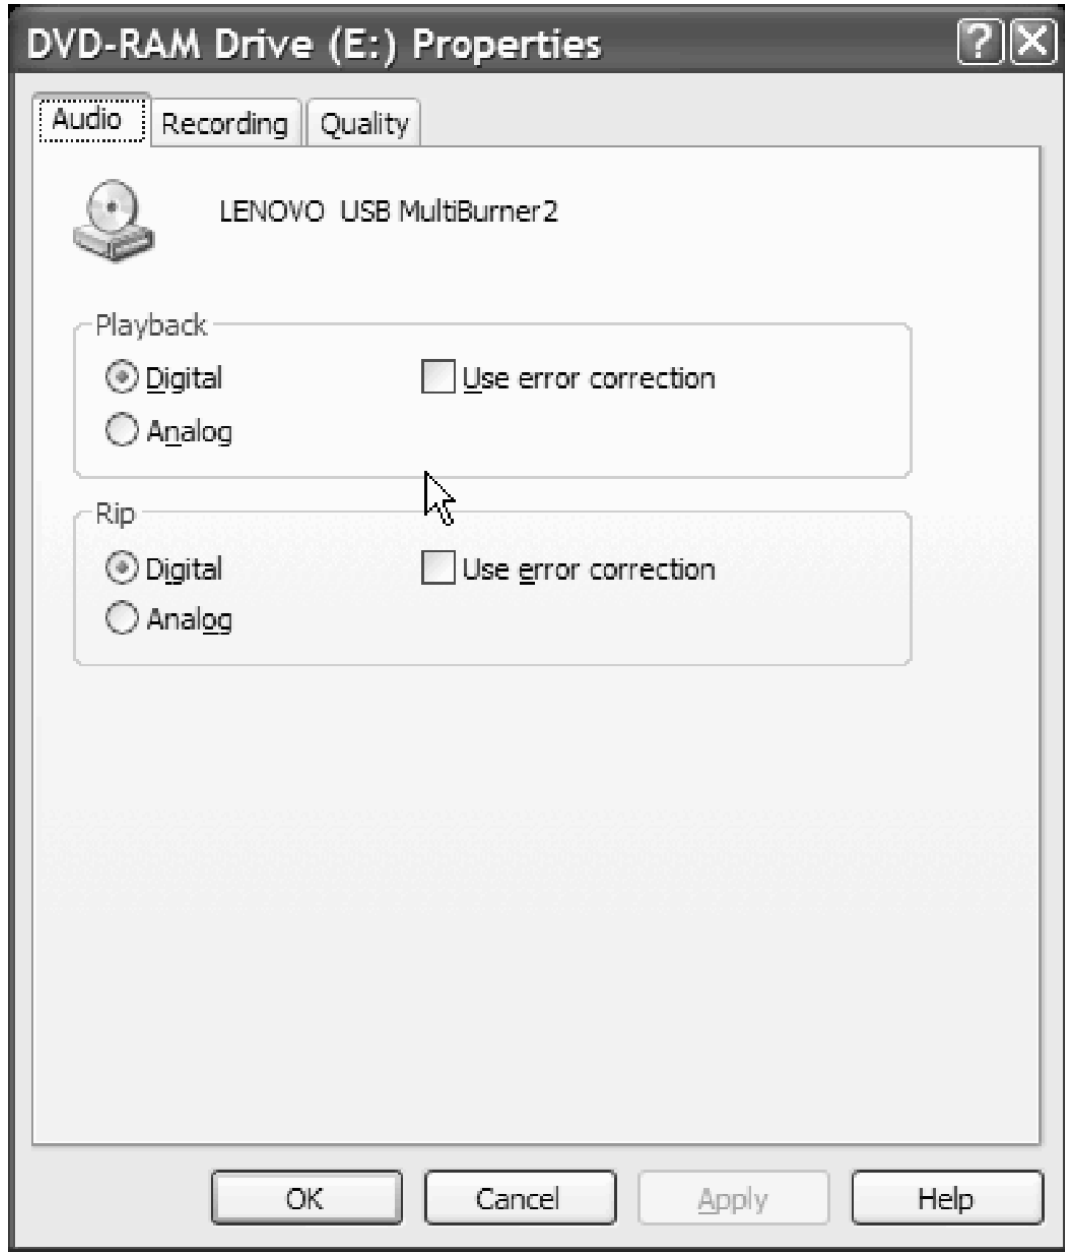 DVD-RAM Drive (E:) Properties
Audio Recording Quality
LENOVO USB MultiBurner2
Playback
Digital Use error correction
Analog
Rip
Digital Use error correction
Analog
OK Cancel Apply Help